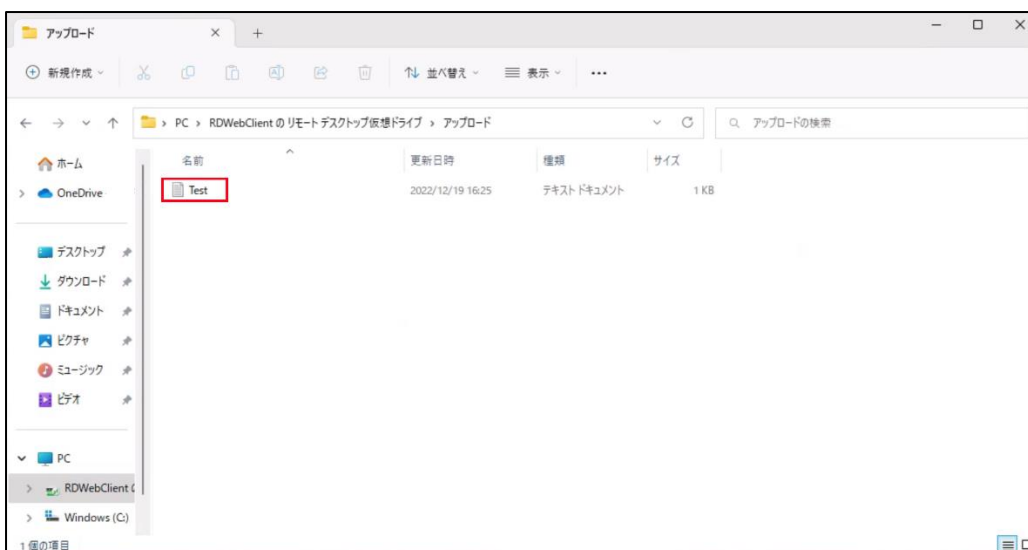 アップロード
新規作成
並べ替え
表示
PC › RDWebClient の リモート デスクトップ仮想ドライブ › アップロード
アップロードの検索
名前 更新日時 種類 サイズ
Test 2022/12/19 16:25 テキスト ドキュメント 1 KB
ホーム
OneDrive
デスクトップ
ダウンロード
ドキュメント
ピクチャ
ミュージック
ビデオ
PC
RDWebClient
Windows (C:)
1 個の項目